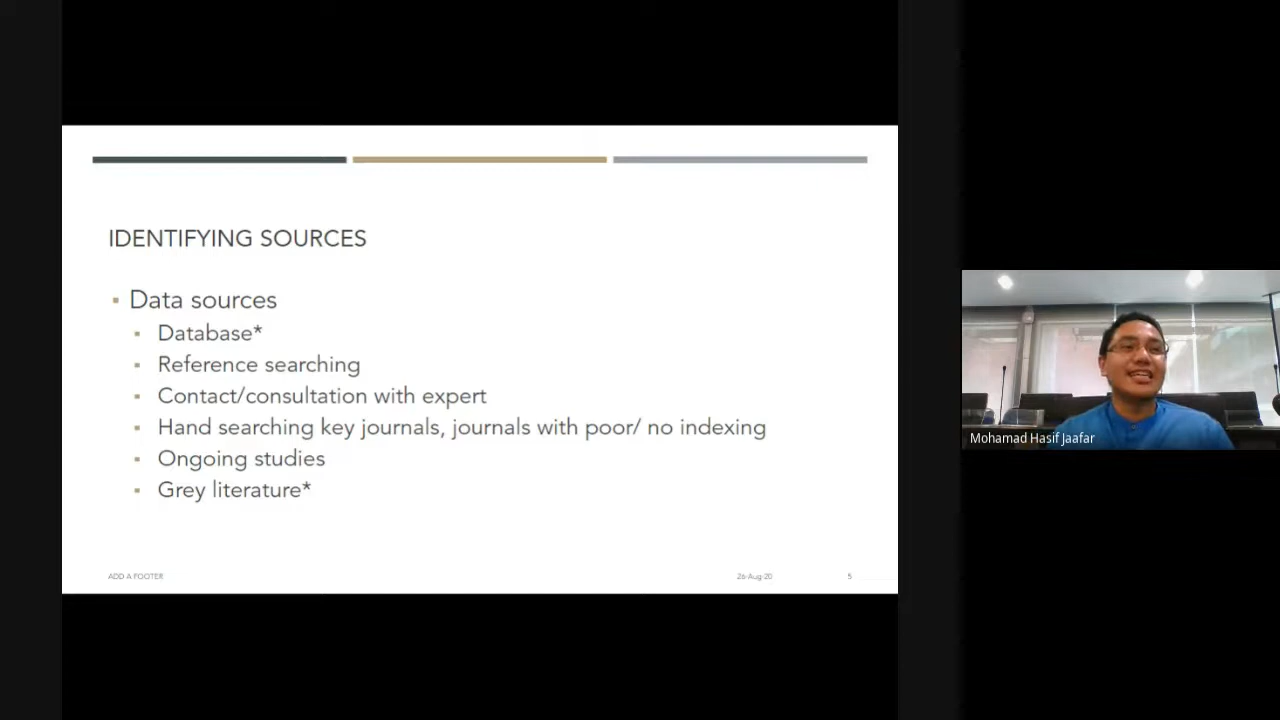 IDENTIFYING SOURCES
Data sources
Database*
Reference searching
Contact/consultation with expert
Hand searching key journals, journals with poor/ no indexing
Ongoing studies
Grey literature*
ADD A FOOTER
26-Aug-20
5
Mohamad Hasif Jaafar